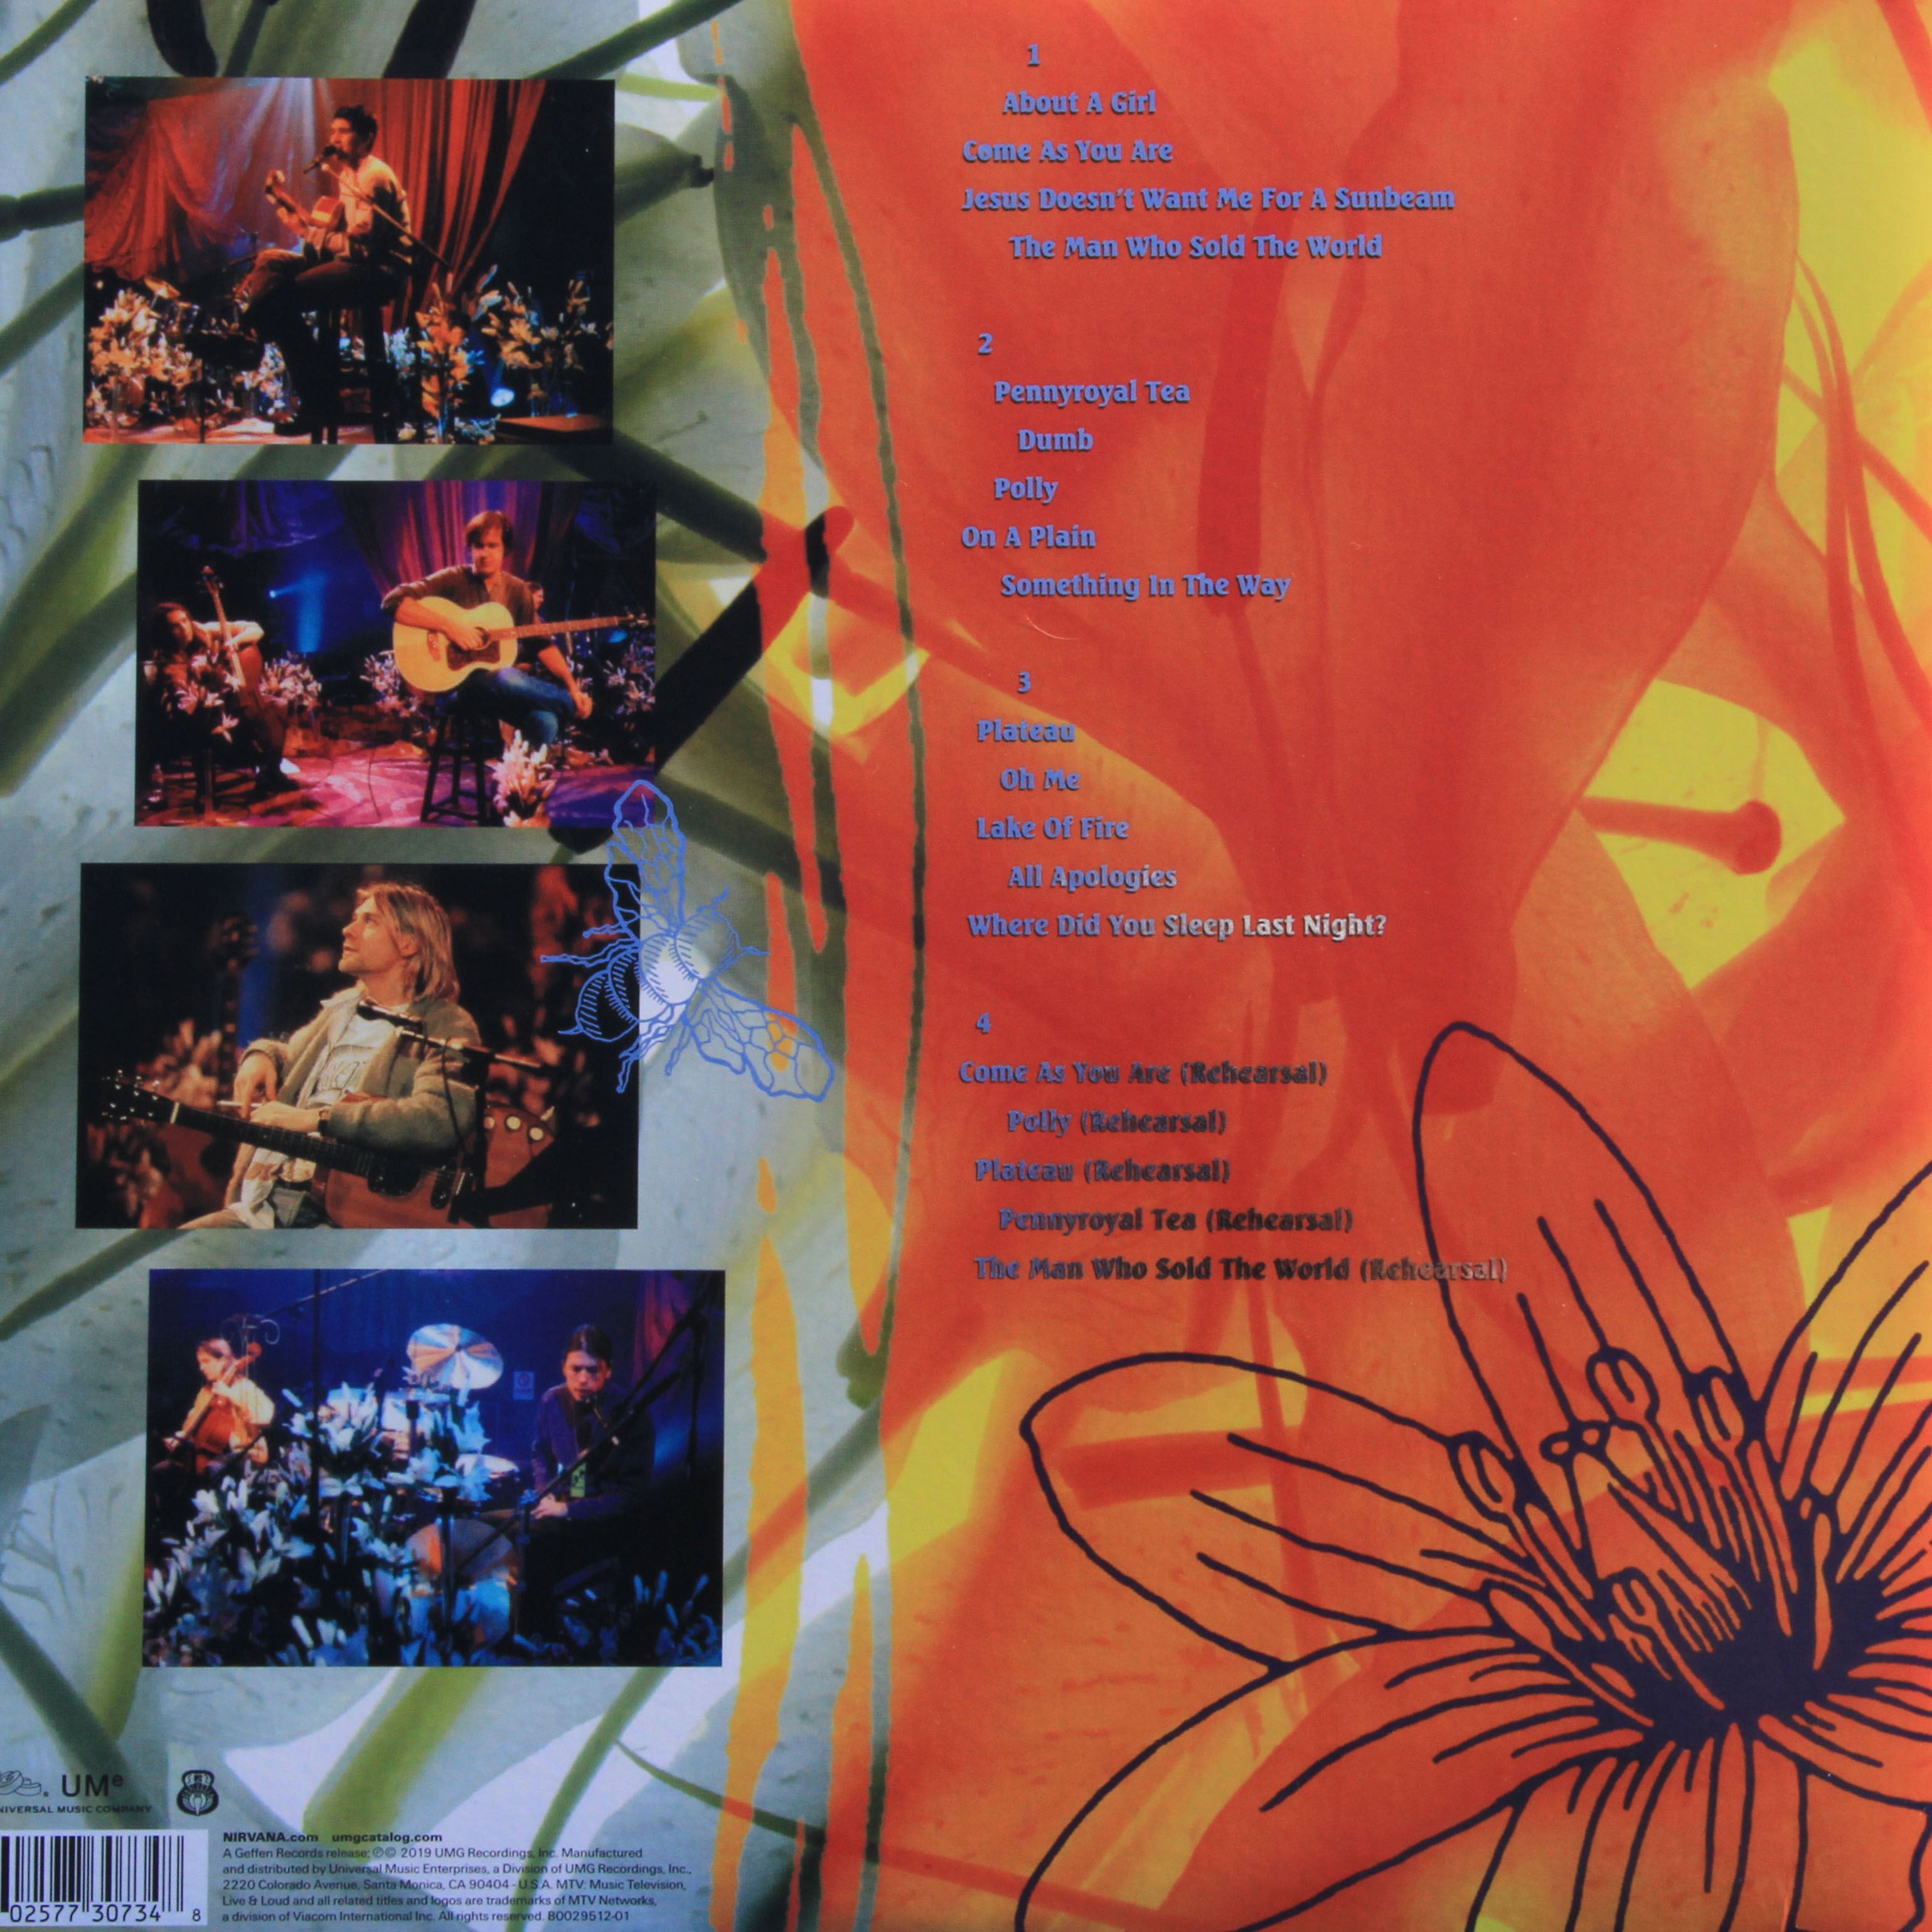 1
About A Girl
Come As You Are
Jesus Doesn't Want Me For A Sunbeam
The Man Who Sold The World
2
Pennyroyal Tea
Dumb
Polly
On A Plain
Something In The Way
3
Plateau
Oh Me
Lake Of Fire
All Apologies
Where Did You Sleep Last Night?
4
Come As You Are (Rehearsal)
Polly (Rehearsal)
Plateau (Rehearsal)
Pennyroyal Tea (Rehearsal)
The Man Who Sold The World (Rehearsal)
UMe
NIVERSAL MUSIC COMPANY
NIRVANA.com umgcatalog.com
A Geffen Records release; ℗© 2019 UMG Recordings, Inc. Manufactured
and distributed by Universal Music Enterprises, a Division of UMG Recordings, Inc.,
2220 Colorado Avenue, Santa Monica, CA 90404 - U.S.A. MTV: Music Television,
Live & Loud and all related titles and logos are trademarks of MTV Networks,
a division of Viacom International Inc. All rights reserved. B0029512-01
02577 30734 8